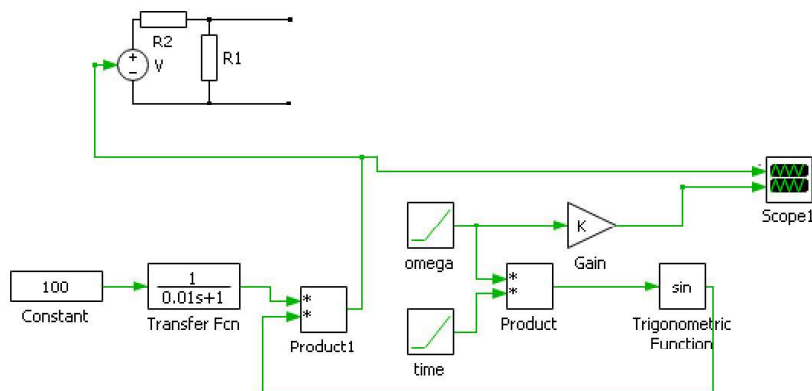 R2
R1
+
V
−
K
Scope1
omega
Gain
100
1
0.01s+1
*
*
*
*
sin
Constant
Transfer Fcn
Product1
Product
Trigonometric
Function
time